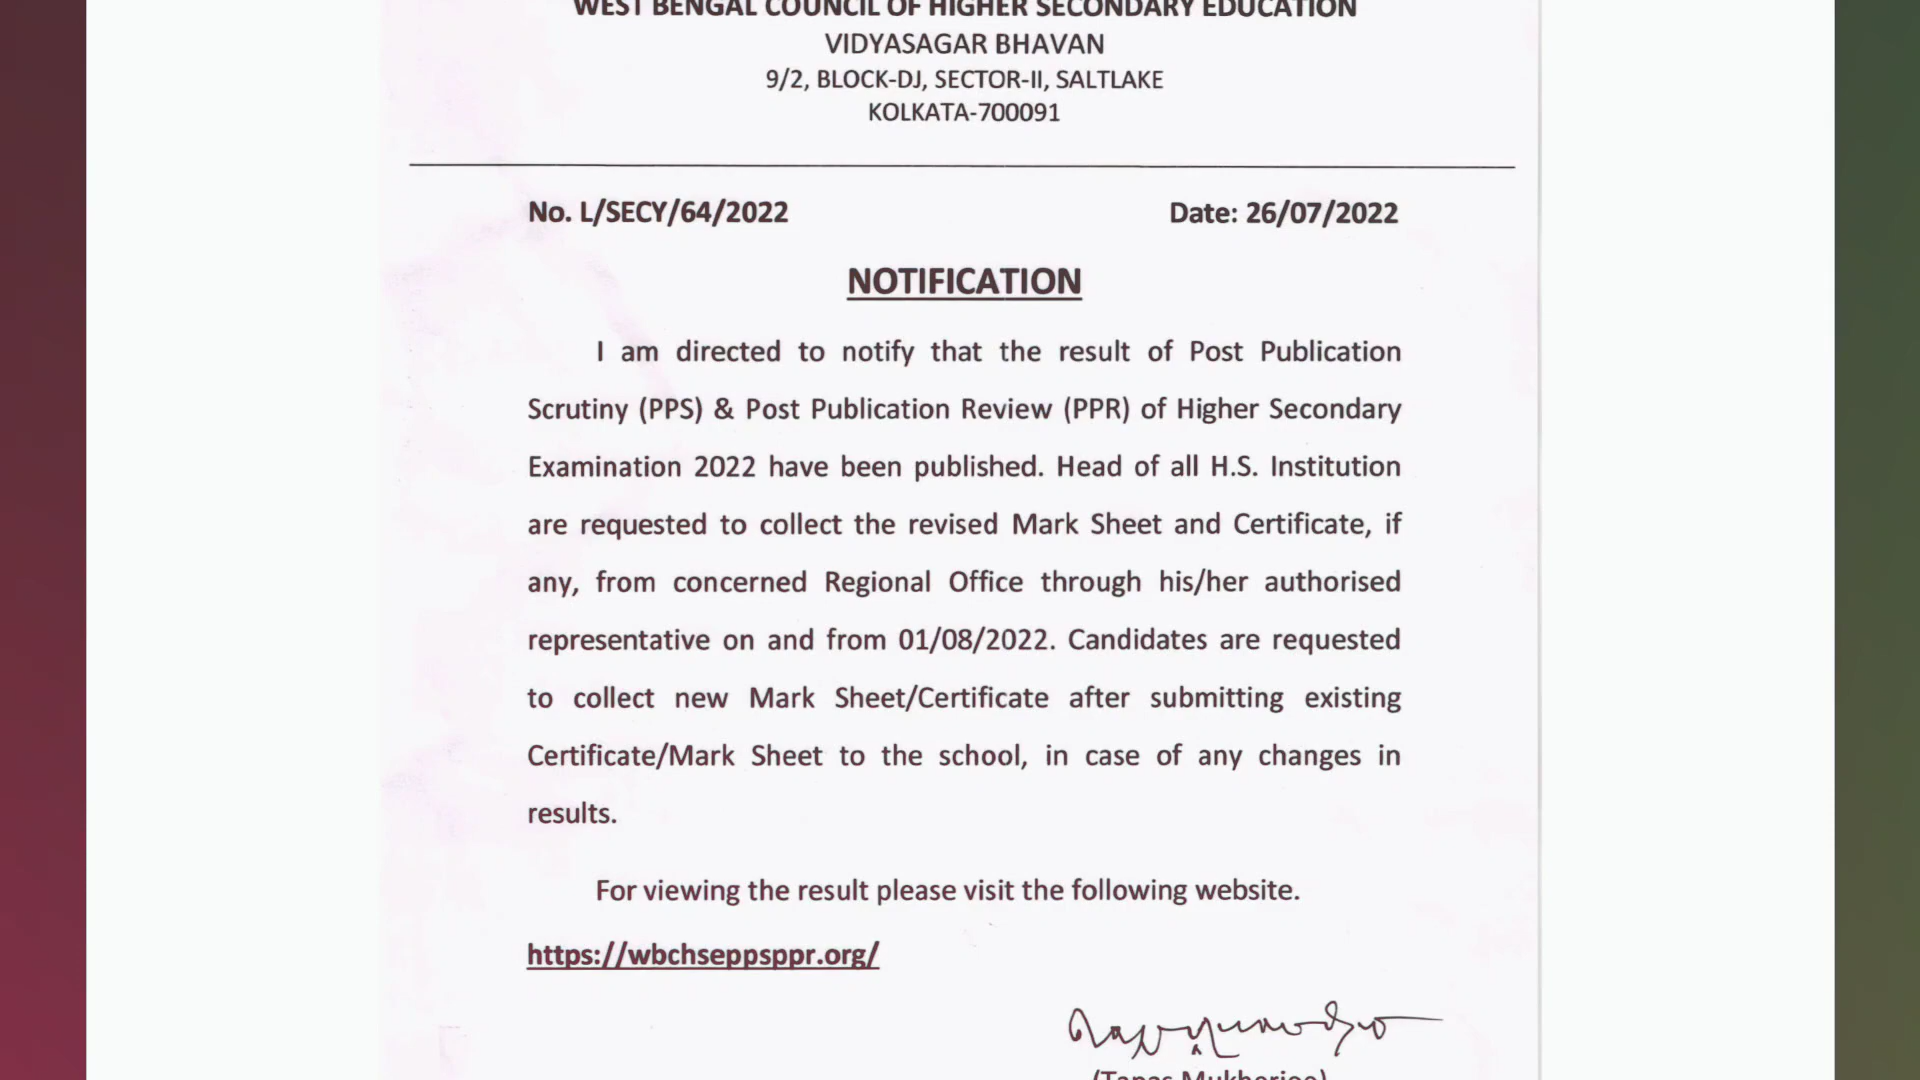 WEST BENGAL COUNCIL OF HIGHER SECONDARY EDUCATION
VIDYASAGAR BHAVAN
9/2, BLOCK-DJ, SECTOR-II, SALTLAKE
KOLKATA-700091
No. L/SECY/64/2022 Date: 26/07/2022
NOTIFICATION
I am directed to notify that the result of Post Publication
Scrutiny (PPS) & Post Publication Review (PPR) of Higher Secondary
Examination 2022 have been published. Head of all H.S. Institution
are requested to collect the revised Mark Sheet and Certificate, if
any, from concerned Regional Office through his/her authorised
representative on and from 01/08/2022. Candidates are requested
to collect new Mark Sheet/Certificate after submitting existing
Certificate/Mark Sheet to the school, in case of any changes in
results.
For viewing the result please visit the following website.
https://wbchseppsppr.org/
(Tapas Mukherjee)